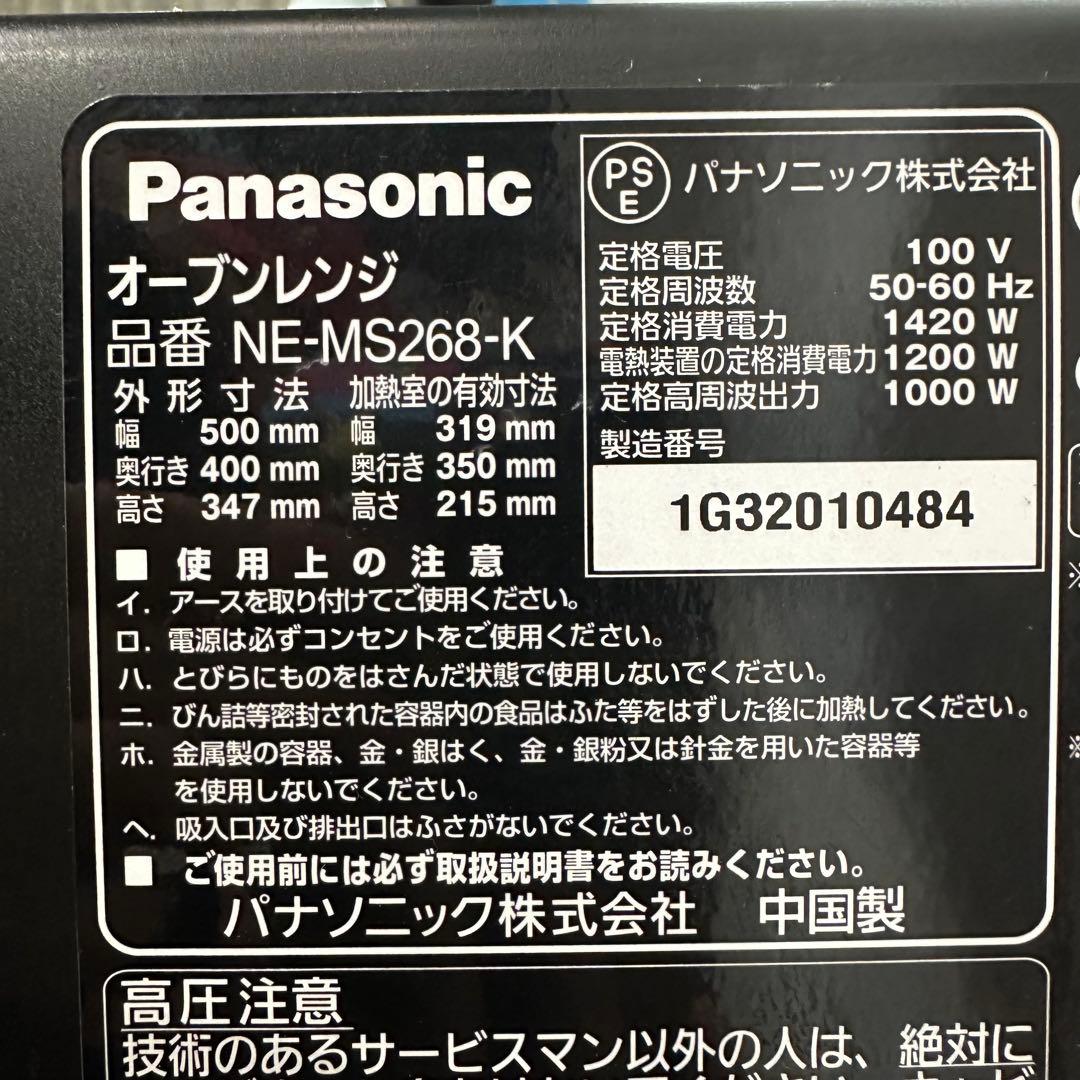 Panasonic
オーブンレンジ
品番 NE-MS268-K
外形寸法 加熱室の有効寸法
幅 500 mm 幅 319 mm
奥行き 400 mm 奥行き 350 mm
高さ 347 mm 高さ 215 mm
PSE パナソニック株式会社
定格電圧 100 V
定格周波数 50-60 Hz
定格消費電力 1420 W
電熱装置の定格消費電力 1200 W
定格高周波出力 1000 W
製造番号
1G32010484
■ 使用上の注意
イ. アースを取り付けてご使用ください。
ロ. 電源は必ずコンセントをご使用ください。
ハ. とびらにものをはさんだ状態で使用しないでください。
ニ. びん詰等密封された容器内の食品はふた等をはずした後に加熱してください。
ホ. 金属製の容器、金・銀はく、金・銀粉又は針金を用いた容器等
を使用しないでください。
ヘ. 吸入口及び排出口はふさがないでください。
■ ご使用前には必ず取扱説明書をお読みください。
パナソニック株式会社 中国製
高圧注意
技術のあるサービスマン以外の人は、絶対に